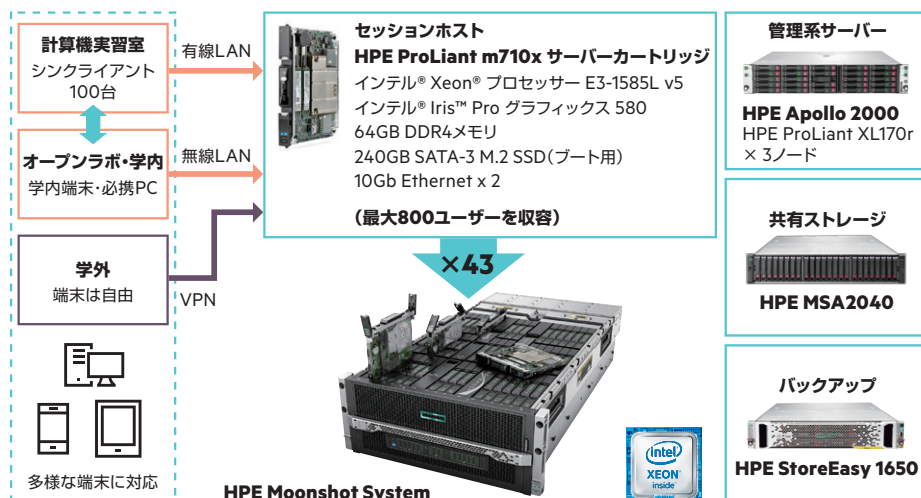 計算機実習室
シンクライアント
100台
有線LAN
オープンラボ・学内
学内端末・必携PC
無線LAN
学外
端末は自由
VPN
多様な端末に対応
セッションホスト
HPE ProLiant m710x サーバーカートリッジ
インテル® Xeon® プロセッサー E3-1585L v5
インテル® Iris™ Pro グラフィックス 580
64GB DDR4メモリ
240GB SATA-3 M.2 SSD(ブート用)
10Gb Ethernet x 2
(最大800ユーザーを収容)
×43
HPE Moonshot System
intel
XEON
inside
管理系サーバー
HPE Apollo 2000
HPE ProLiant XL170r
× 3ノード
共有ストレージ
HPE MSA2040
バックアップ
HPE StoreEasy 1650